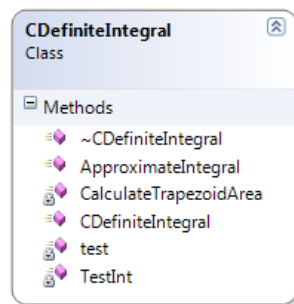 CDefiniteIntegral
Class
Methods
~CDefiniteIntegral
ApproximateIntegral
CalculateTrapezoidArea
CDefiniteIntegral
test
TestInt